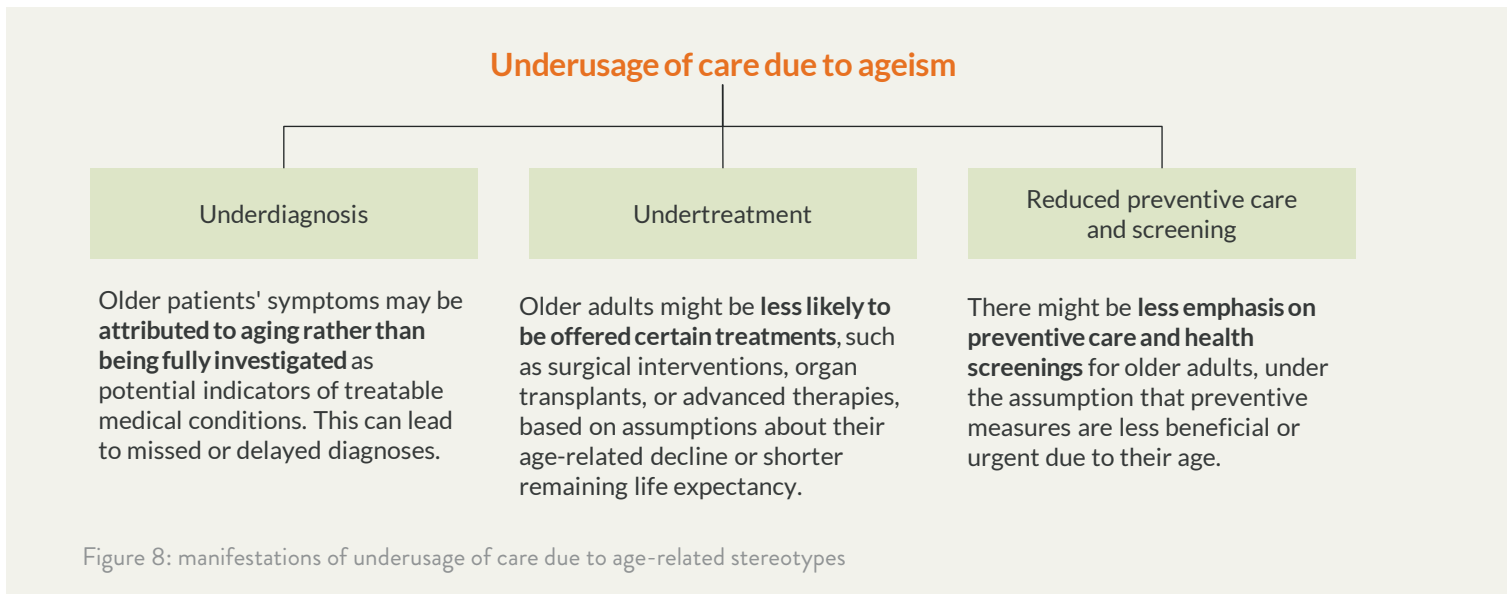 Underusage of care due to ageism
Underdiagnosis
Older patients' symptoms may be
attributed to aging rather than
being fully investigated as
potential indicators of treatable
medical conditions. This can lead
to missed or delayed diagnoses.
Undertreatment
Older adults might be less likely to
be offered certain treatments, such
as surgical interventions, organ
transplants, or advanced therapies,
based on assumptions about their
age-related decline or shorter
remaining life expectancy.
Reduced preventive care
and screening
There might be less emphasis on
preventive care and health
screenings for older adults, under
the assumption that preventive
measures are less beneficial or
urgent due to their age.
Figure 8: manifestations of underusage of care due to age-related stereotypes